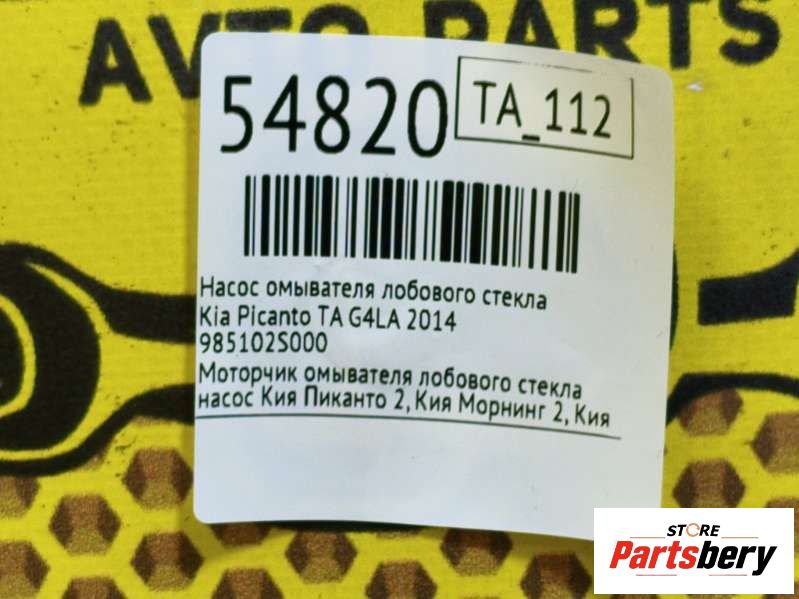 AUTO PARTS
54820
TA_112
Насос омывателя лобового стекла
Kia Picanto TA G4LA 2014
985102S000
Моторчик омывателя лобового стекла
насос Кия Пиканто 2, Кия Морнинг 2, Кия
STORE
Partsbery